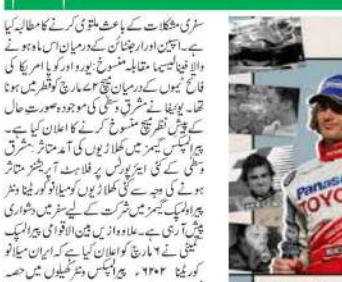 سفری مشکلات کے باعث ملتوی کرنے کا مطالبہ کیا
ہے۔ اسپین اور ارجنٹائن کے درمیان اس ماہ ہونے
والا فینالیسیما مقابلہ منسوخ: یورو اور کوپا امریکا کی
فاتح ٹیموں کے درمیان میچ ۲۷ مارچ کو قطر میں ہونا
تھا۔ یوئیفا نے مشرق وسطیٰ کی موجودہ صورت حال
کے پیش نظر میچ منسوخ کرنے کا اعلان کیا ہے۔
پیرالمپکس گیمز میں کھلاڑیوں کی آمد متاثر: مشرق
وسطیٰ کے کئی ایئرپورٹس پر فلائٹ آپریشنز متاثر
ہونے کی وجہ سے کئی کھلاڑیوں کو میلانو کورٹینا ونٹر
پیرالمپک گیمز میں شرکت کے لیے سفر میں دشواری
پیش آ رہی ہے۔ علاوہ ازیں بین الاقوامی پیرالمپک
کمیٹی نے ۶ مارچ کو اعلان کیا ہے کہ ایران میلانو
کورٹینا ۲۰۲۶ء پیرالمپکس ونٹر کھیلوں میں حصہ
Panas
TOYO